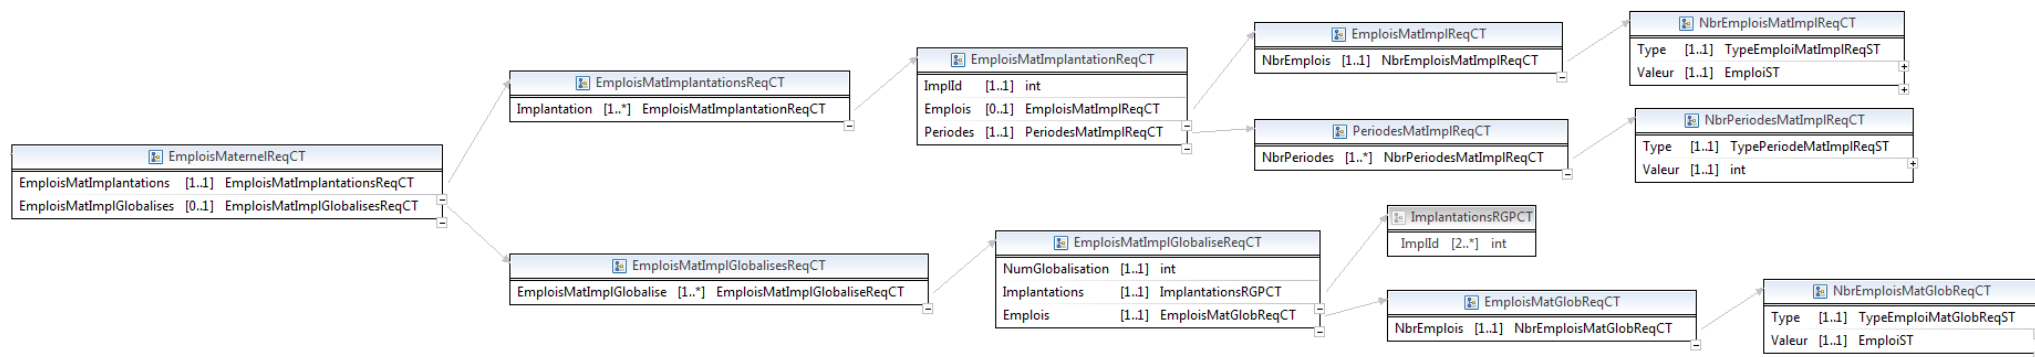 EmploisMaternelReqCT
EmploisMatImplantations [1..1] EmploisMatImplantationsReqCT
EmploisMatImplGlobalises [0..1] EmploisMatImplGlobalisesReqCT
EmploisMatImplantationsReqCT
Implantation [1..*] EmploisMatImplantationReqCT
EmploisMatImplantationReqCT
ImplId [1..1] int
Emplois [0..1] EmploisMatImplReqCT
Periodes [1..1] PeriodesMatImplReqCT
EmploisMatImplReqCT
NbrEmplois [1..1] NbrEmploisMatImplReqCT
NbrEmploisMatImplReqCT
Type [1..1] TypeEmploiMatImplReqST
Valeur [1..1] EmploiST
PeriodesMatImplReqCT
NbrPeriodes [1..*] NbrPeriodesMatImplReqCT
NbrPeriodesMatImplReqCT
Type [1..1] TypePeriodeMatImplReqST
Valeur [1..1] int
EmploisMatImplGlobalisesReqCT
EmploisMatImplGlobalise [1..*] EmploisMatImplGlobaliseReqCT
EmploisMatImplGlobaliseReqCT
NumGlobalisation [1..1] int
Implantations [1..1] ImplantationsRGPCT
Emplois [1..1] EmploisMatGlobReqCT
ImplantationsRGPCT
ImplId [2..*] int
EmploisMatGlobReqCT
NbrEmplois [1..1] NbrEmploisMatGlobReqCT
NbrEmploisMatGlobReqCT
Type [1..1] TypeEmploiMatGlobReqST
Valeur [1..1] EmploiST